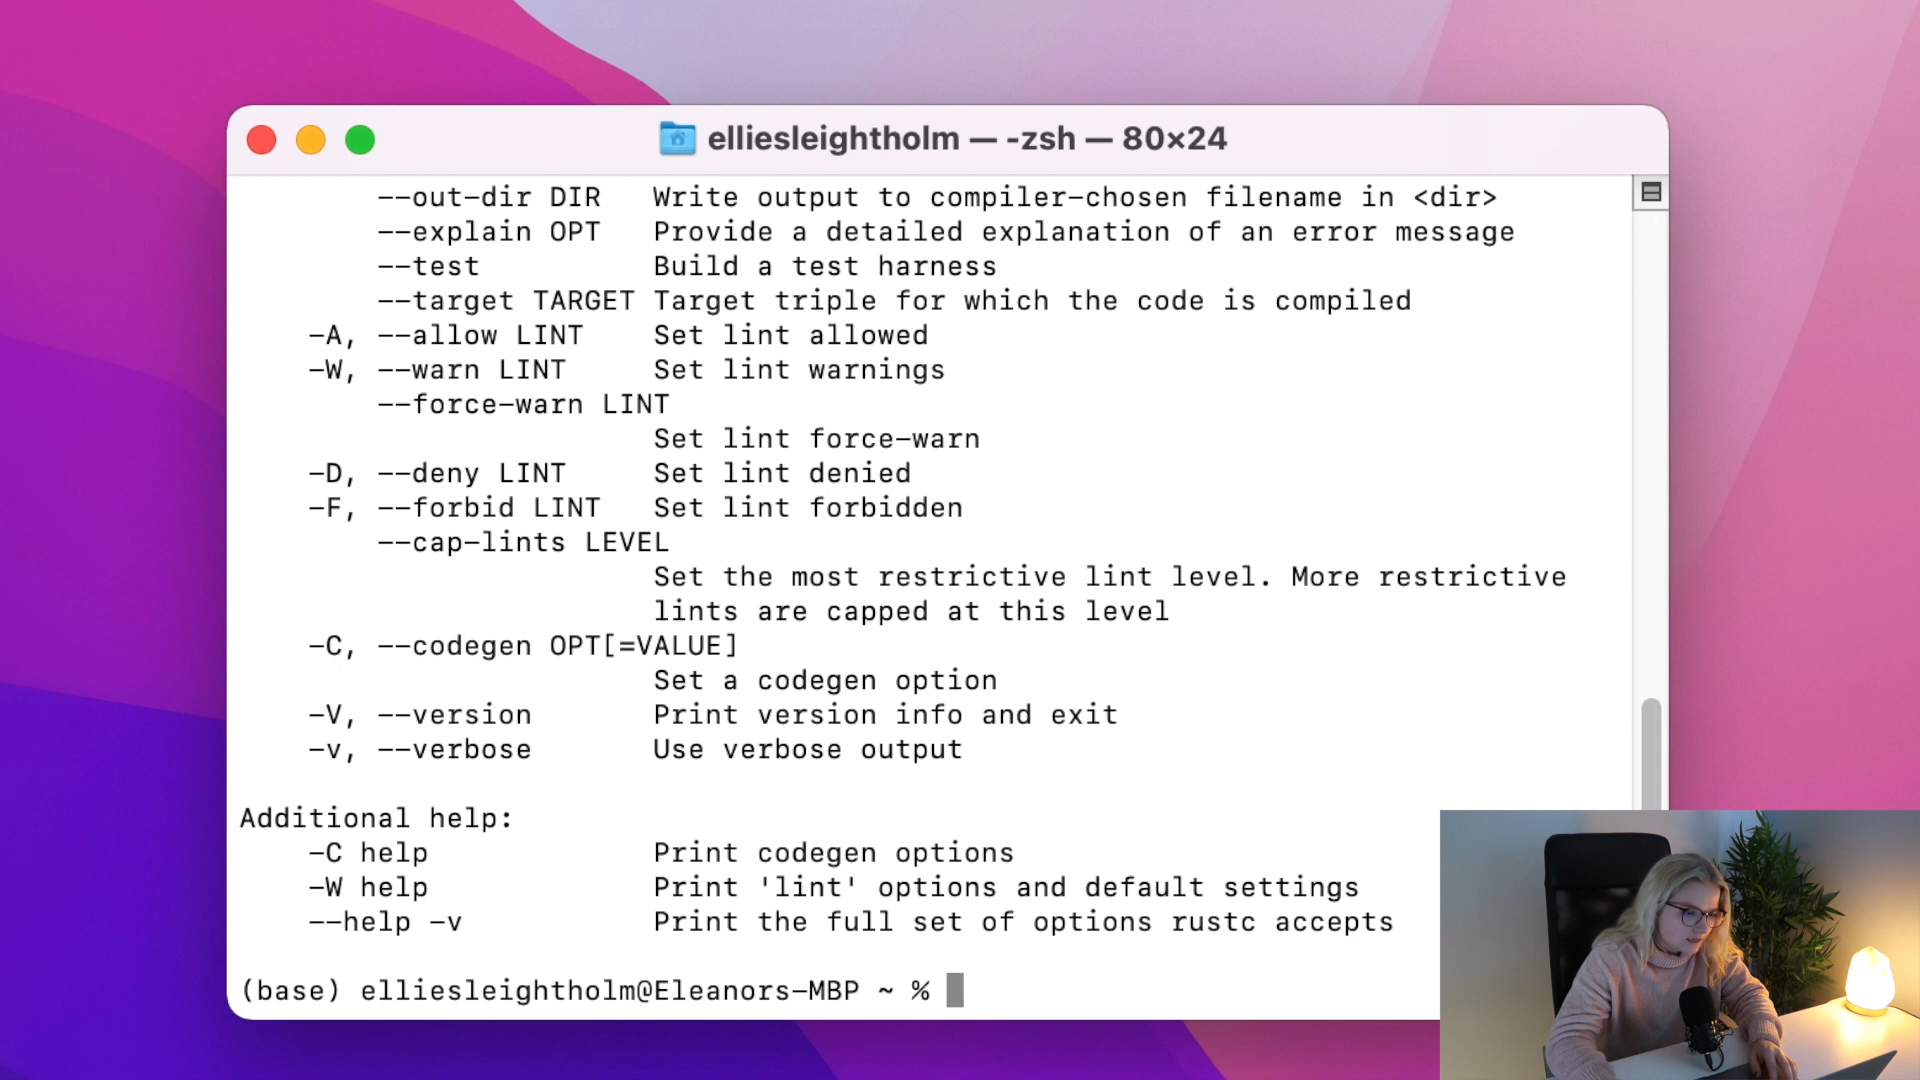 elliesleightholm — -zsh — 80×24
--out-dir DIR   Write output to compiler-chosen filename in <dir>
--explain OPT   Provide a detailed explanation of an error message
--test          Build a test harness
--target TARGET Target triple for which the code is compiled
-A, --allow LINT    Set lint allowed
-W, --warn LINT     Set lint warnings
--force-warn LINT
Set lint force-warn
-D, --deny LINT     Set lint denied
-F, --forbid LINT   Set lint forbidden
--cap-lints LEVEL
Set the most restrictive lint level. More restrictive
lints are capped at this level
-C, --codegen OPT[=VALUE]
Set a codegen option
-V, --version       Print version info and exit
-v, --verbose       Use verbose output
Additional help:
-C help             Print codegen options
-W help             Print 'lint' options and default settings
--help -v           Print the full set of options rustc accepts
(base) elliesleightholm@Eleanors-MBP ~ %